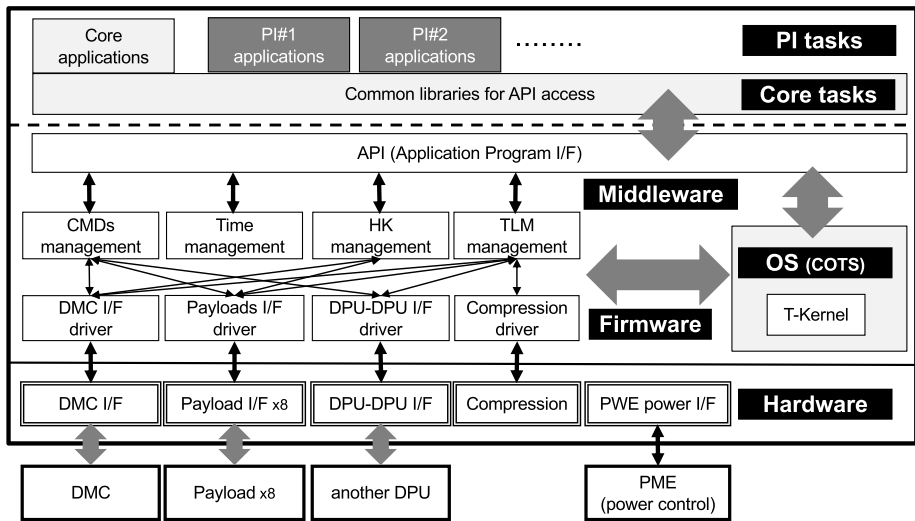 Core
applications
PI#1
applications
PI#2
applications
........
PI tasks
Common libraries for API access
Core tasks
API (Application Program I/F)
Middleware
CMDs
management
Time
management
HK
management
TLM
management
OS (COTS)
T-Kernel
DMC I/F
driver
Payloads I/F
driver
DPU-DPU I/F
driver
Compression
driver
Firmware
DMC I/F
Payload I/F x8
DPU-DPU I/F
Compression
PWE power I/F
Hardware
DMC
Payload x8
another DPU
PME
(power control)